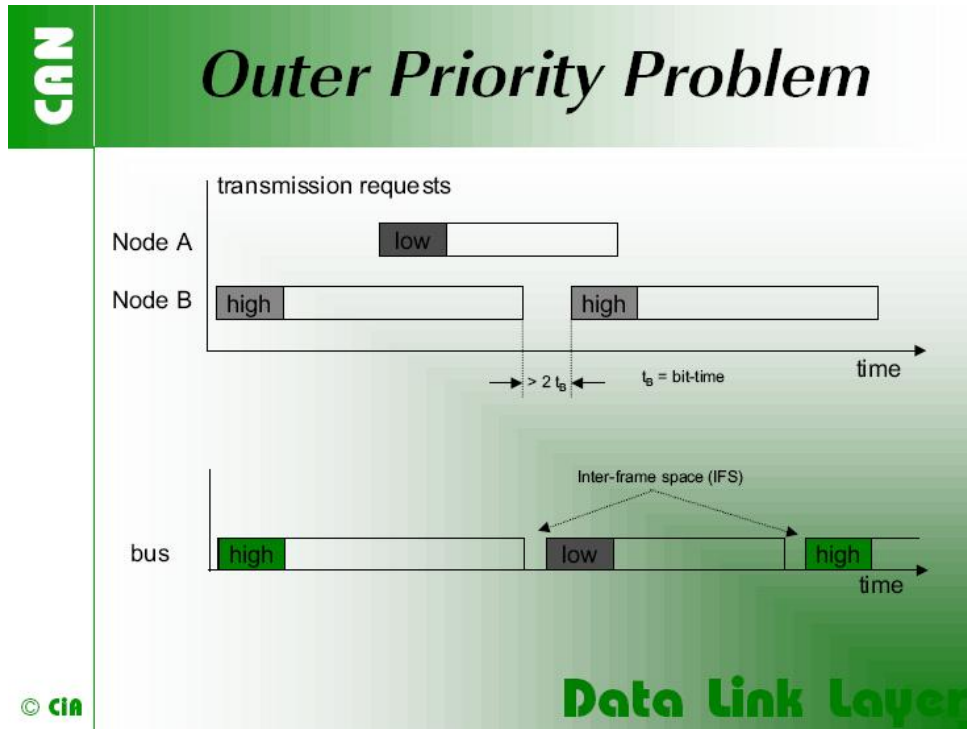 CAN
Outer Priority Problem
transmission requests
Node A
low
Node B
high
high
time
> 2 tB
tB = bit-time
Inter-frame space (IFS)
bus
high
low
high
time
© CiA
Data Link Layer